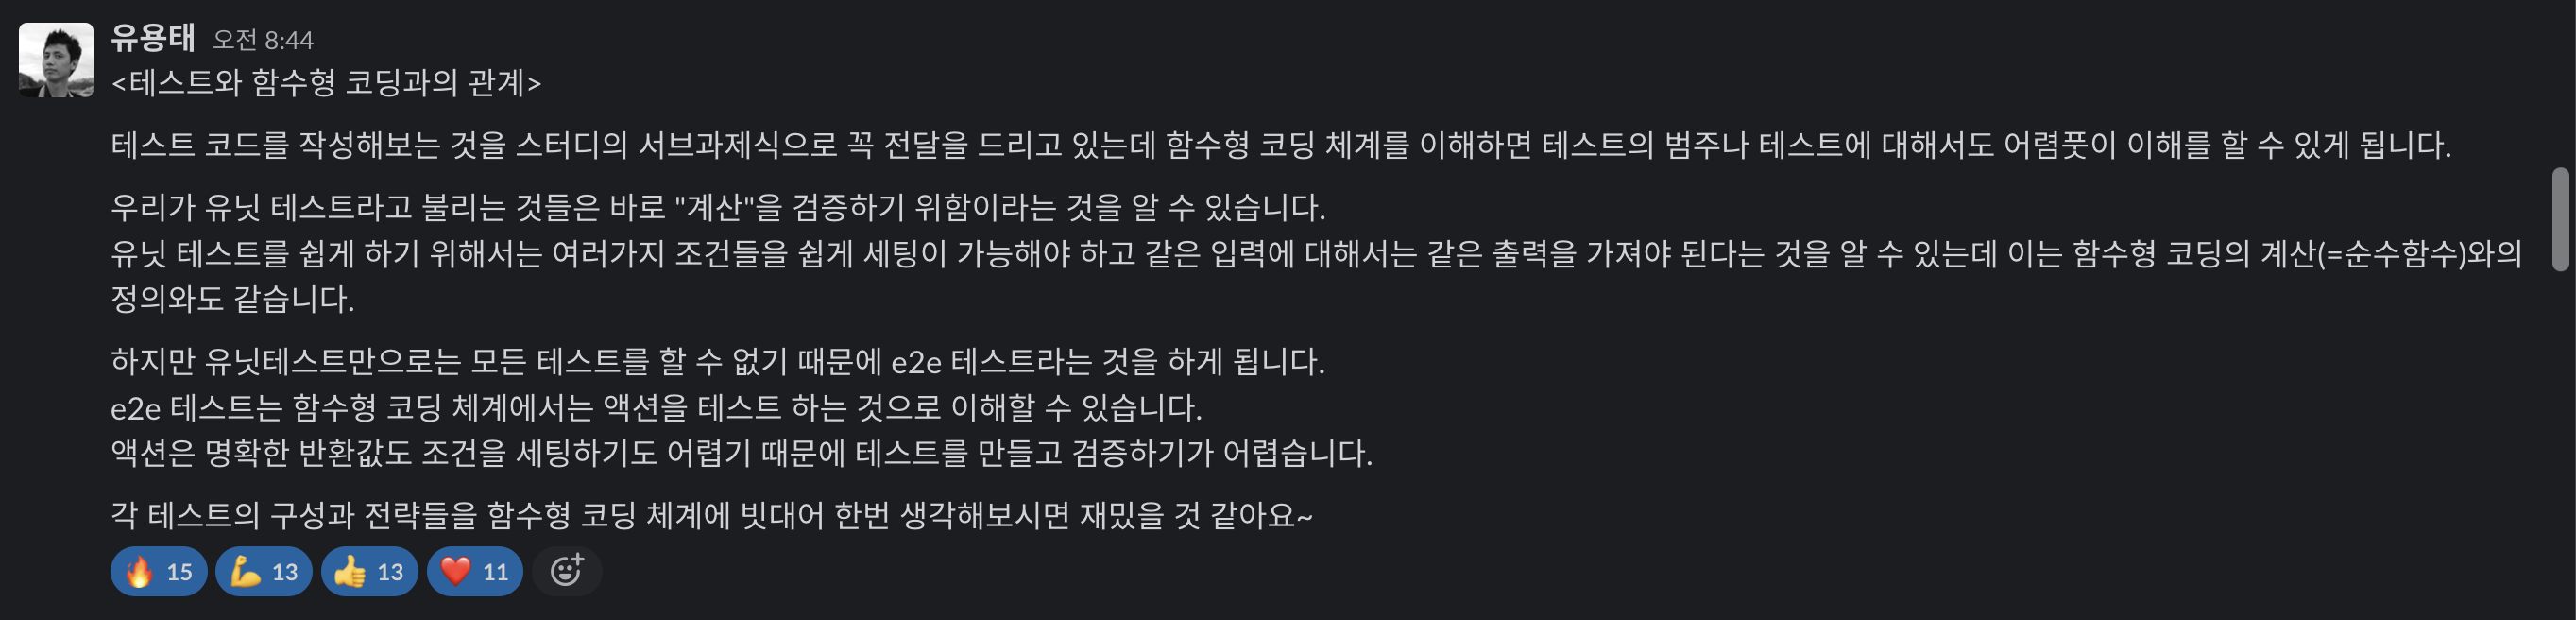 유용태 오전 8:44
<테스트와 함수형 코딩과의 관계>
테스트 코드를 작성해보는 것을 스터디의 서브과제식으로 꼭 전달을 드리고 있는데 함수형 코딩 체계를 이해하면 테스트의 범주나 테스트에 대해서도 어렴풋이 이해를 할 수 있게 됩니다.
우리가 유닛 테스트라고 불리는 것들은 바로 "계산"을 검증하기 위함이라는 것을 알 수 있습니다.
유닛 테스트를 쉽게 하기 위해서는 여러가지 조건들을 쉽게 세팅이 가능해야 하고 같은 입력에 대해서는 같은 출력을 가져야 된다는 것을 알 수 있는데 이는 함수형 코딩의 계산(=순수함수)와의
정의와도 같습니다.
하지만 유닛테스트만으로는 모든 테스트를 할 수 없기 때문에 e2e 테스트라는 것을 하게 됩니다.
e2e 테스트는 함수형 코딩 체계에서는 액션을 테스트 하는 것으로 이해할 수 있습니다.
액션은 명확한 반환값도 조건을 세팅하기도 어렵기 때문에 테스트를 만들고 검증하기가 어렵습니다.
각 테스트의 구성과 전략들을 함수형 코딩 체계에 빗대어 한번 생각해보시면 재밌을 것 같아요~
🔥 15 💪 13 👍 13 ❤️ 11